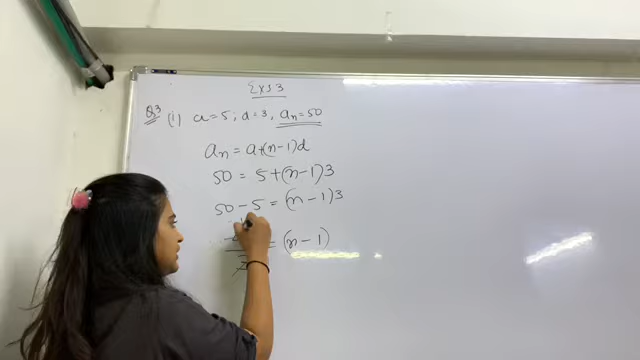 Ex 5.3
Q3 (i) a = 5; d = 3, an = 50
an = a+(n-1)d
50 = 5 + (n-1)3
50 - 5 = (n-1)3
= (n-1)